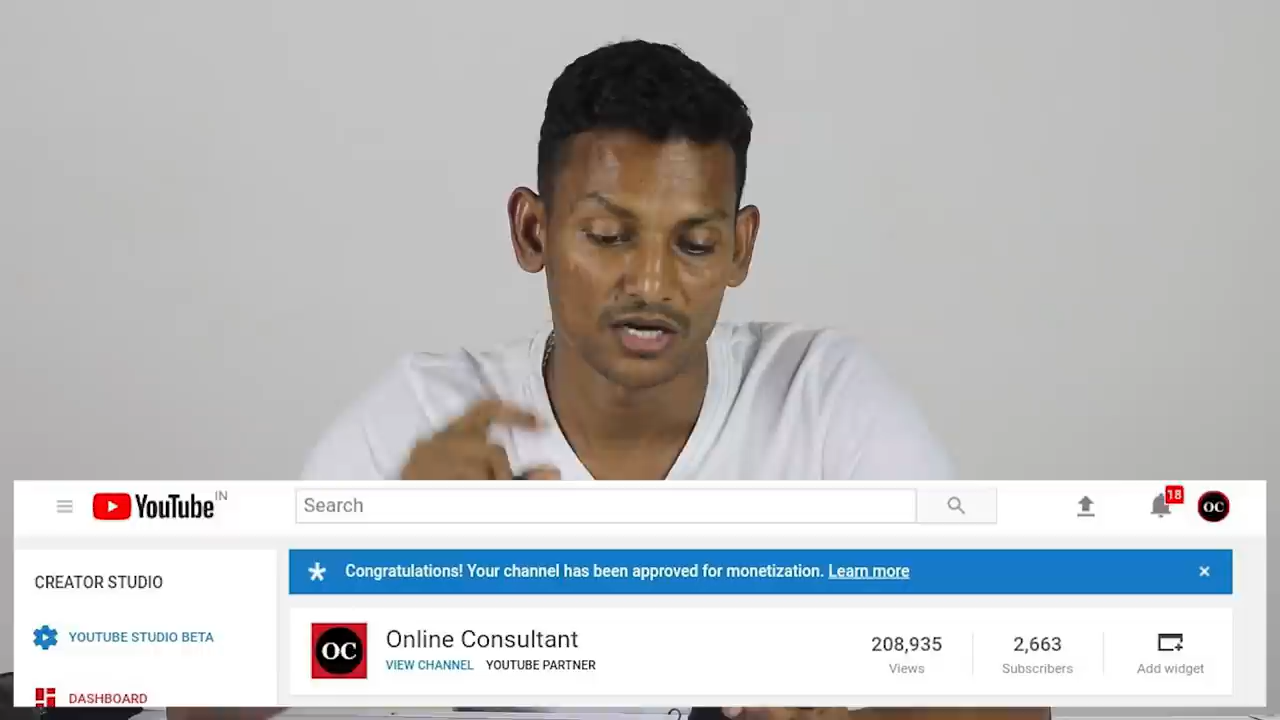 YouTube IN
Search
18
OC
CREATOR STUDIO
Congratulations! Your channel has been approved for monetization. Learn more
YOUTUBE STUDIO BETA
OC
Online Consultant
VIEW CHANNEL YOUTUBE PARTNER
208,935
Views
2,663
Subscribers
Add widget
DASHBOARD